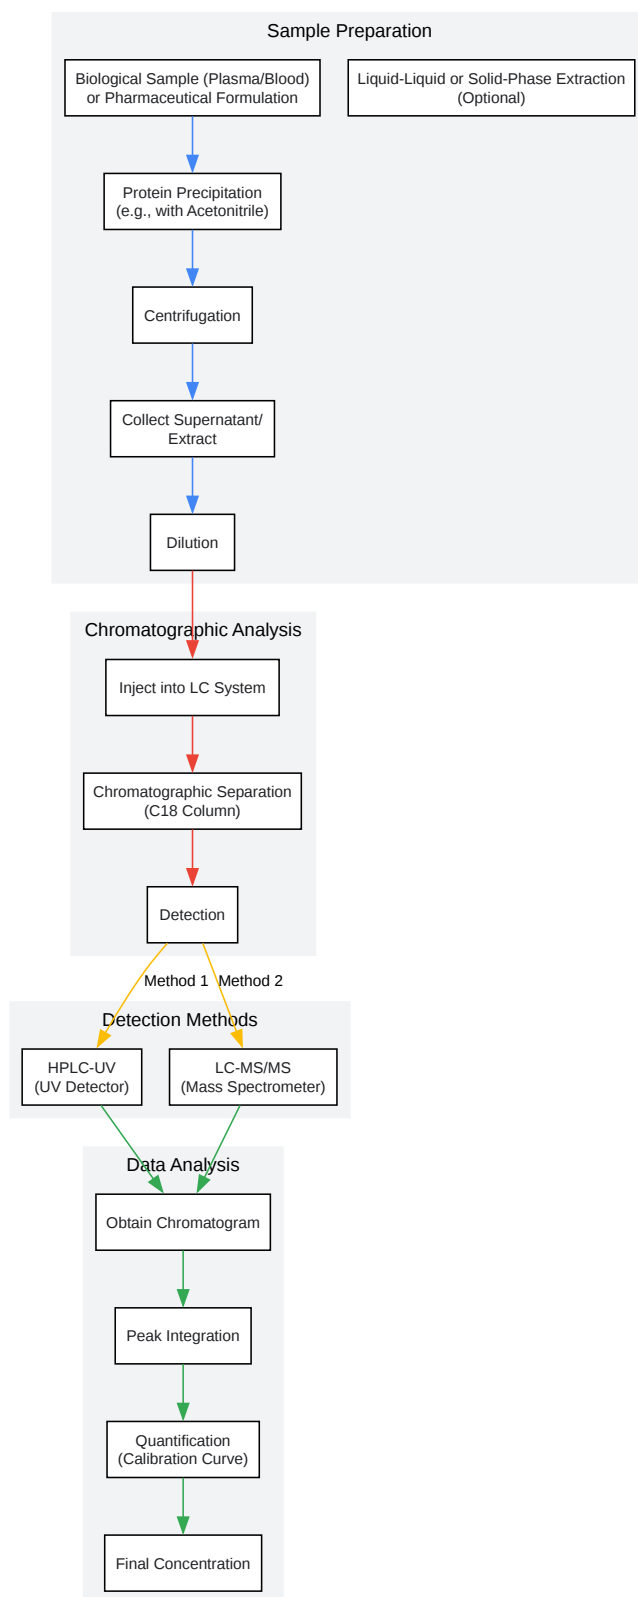 Sample Preparation
Biological Sample (Plasma/Blood)
or Pharmaceutical Formulation
Liquid-Liquid or Solid-Phase Extraction
(Optional)
Protein Precipitation
(e.g., with Acetonitrile)
Centrifugation
Collect Supernatant/
Extract
Dilution
Chromatographic Analysis
Inject into LC System
Chromatographic Separation
(C18 Column)
Detection
Method 1
Method 2
Detection Methods
HPLC-UV
(UV Detector)
LC-MS/MS
(Mass Spectrometer)
Data Analysis
Obtain Chromatogram
Peak Integration
Quantification
(Calibration Curve)
Final Concentration